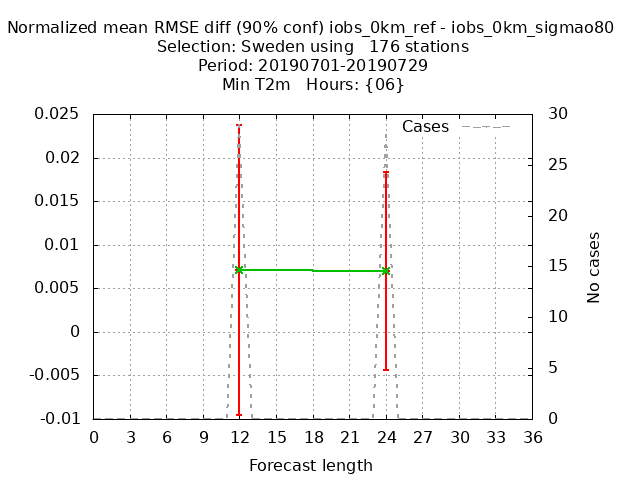 Normalized mean RMSE diff (90% conf) iobs_0km_ref - iobs_0km_sigmao80
Selection: Sweden using   176 stations
Period: 20190701-20190729
Min T2m   Hours: {06}
Cases
0.025
0.02
0.015
0.01
0.005
0
-0.005
-0.01
30
25
20
15
10
5
0
No cases
0 3 6 9 12 15 18 21 24 27 30 33 36
Forecast length